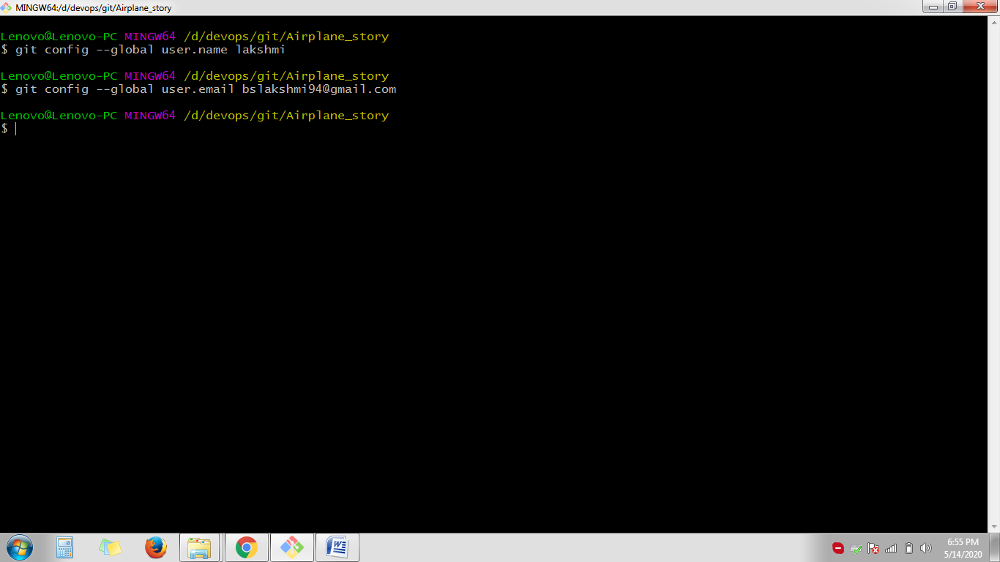 MINGW64:/d/devops/git/Airplane_story
Lenovo@Lenovo-PC MINGW64 /d/devops/git/Airplane_story
$ git config --global user.name lakshmi
Lenovo@Lenovo-PC MINGW64 /d/devops/git/Airplane_story
$ git config --global user.email bslakshmi94@gmail.com
Lenovo@Lenovo-PC MINGW64 /d/devops/git/Airplane_story
$
6:55 PM
5/14/2020